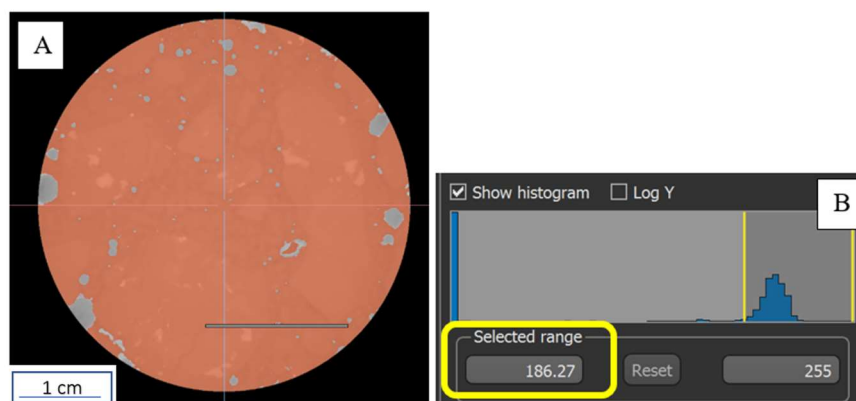 A
1 cm
B
Show histogram Log Y
Selected range
186.27 Reset 255